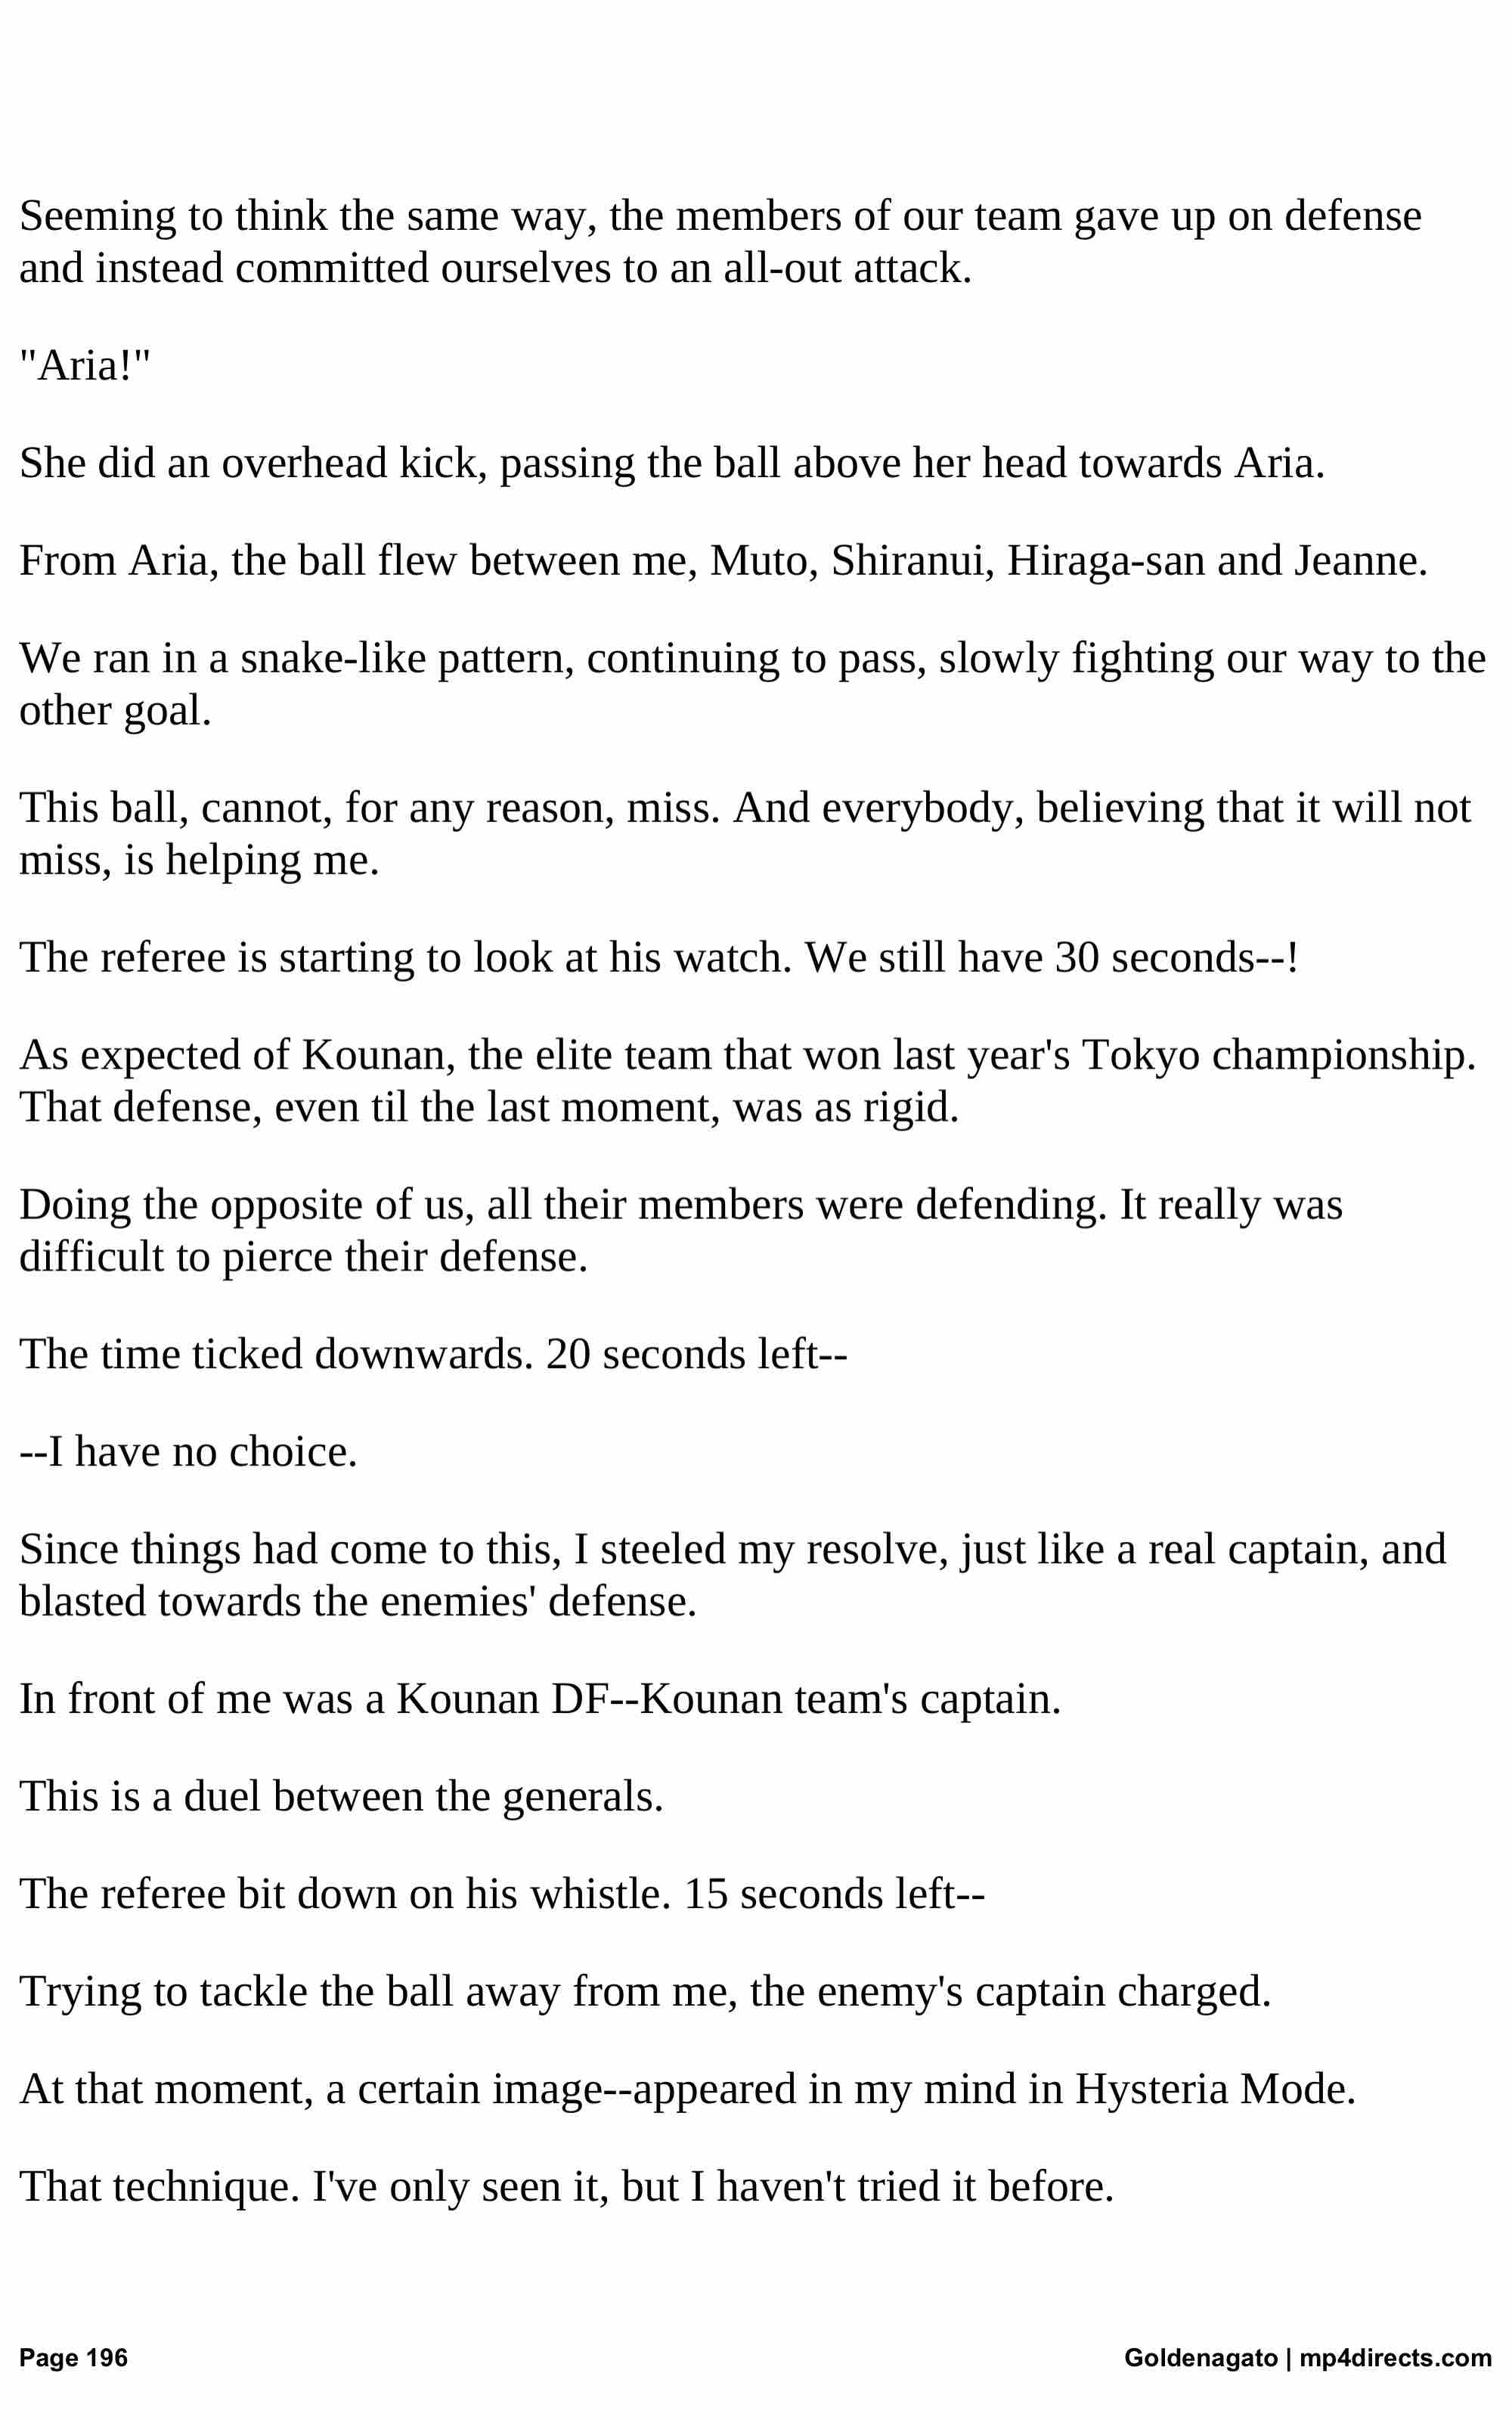 Seeming to think the same way, the members of our team gave up on defense
and instead committed ourselves to an all-out attack.
"Aria!"
She did an overhead kick, passing the ball above her head towards Aria.
From Aria, the ball flew between me, Muto, Shiranui, Hiraga-san and Jeanne.
We ran in a snake-like pattern, continuing to pass, slowly fighting our way to the
other goal.
This ball, cannot, for any reason, miss. And everybody, believing that it will not
miss, is helping me.
The referee is starting to look at his watch. We still have 30 seconds--!
As expected of Kounan, the elite team that won last year's Tokyo championship.
That defense, even til the last moment, was as rigid.
Doing the opposite of us, all their members were defending. It really was
difficult to pierce their defense.
The time ticked downwards. 20 seconds left--
--I have no choice.
Since things had come to this, I steeled my resolve, just like a real captain, and
blasted towards the enemies' defense.
In front of me was a Kounan DF--Kounan team's captain.
This is a duel between the generals.
The referee bit down on his whistle. 15 seconds left--
Trying to tackle the ball away from me, the enemy's captain charged.
At that moment, a certain image--appeared in my mind in Hysteria Mode.
That technique. I've only seen it, but I haven't tried it before.
Page 196 Goldenagato | mp4directs.com